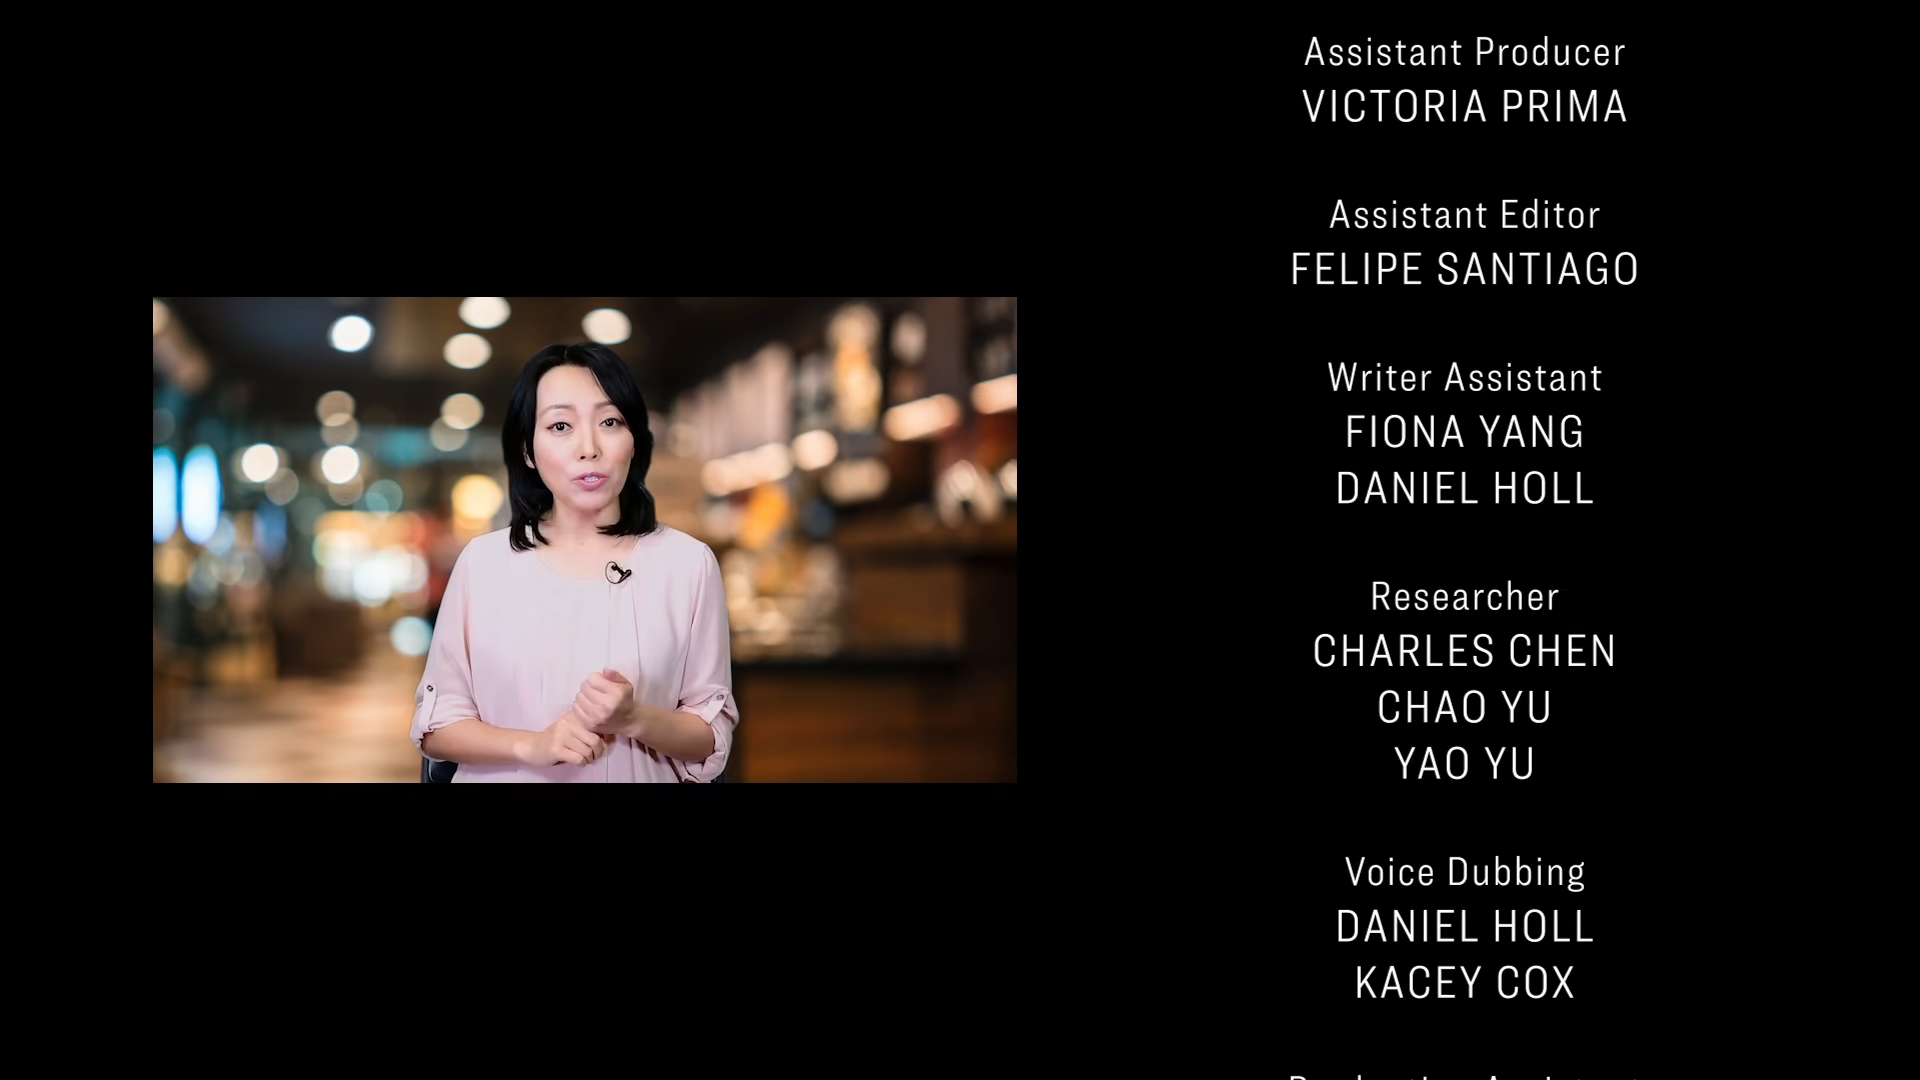 Assistant Producer
VICTORIA PRIMA
Assistant Editor
FELIPE SANTIAGO
Writer Assistant
FIONA YANG
DANIEL HOLL
Researcher
CHARLES CHEN
CHAO YU
YAO YU
Voice Dubbing
DANIEL HOLL
KACEY COX